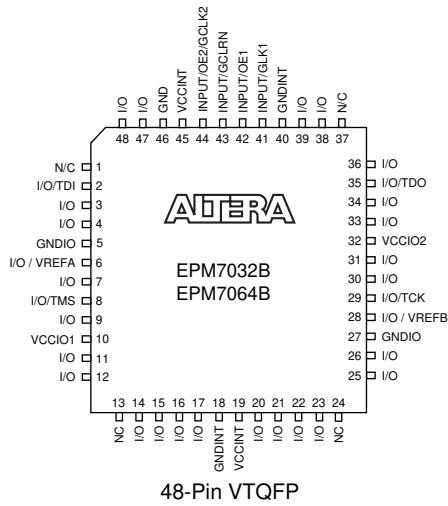 I/O
I/O
GND
VCCINT
INPUT/OE2/GCLK2
INPUT/GCLRN
INPUT/OE1
INPUT/GLK1
GNDINT
I/O
I/O
N/C
48 47 46 45 44 43 42 41 40 39 38 37
N/C 1
I/O/TDI 2
I/O 3
I/O 4
GNDIO 5
I/O / VREFA 6
I/O 7
I/O/TMS 8
I/O 9
VCCIO1 10
I/O 11
I/O 12
ALTERA
EPM7032B
EPM7064B
36 I/O
35 I/O/TDO
34 I/O
33 I/O
32 VCCIO2
31 I/O
30 I/O
29 I/O/TCK
28 I/O / VREFB
27 GNDIO
26 I/O
25 I/O
13 14 15 16 17 18 19 20 21 22 23 24
NC
I/O
I/O
I/O
I/O
GNDINT
VCCINT
I/O
I/O
I/O
I/O
NC
48-Pin VTQFP